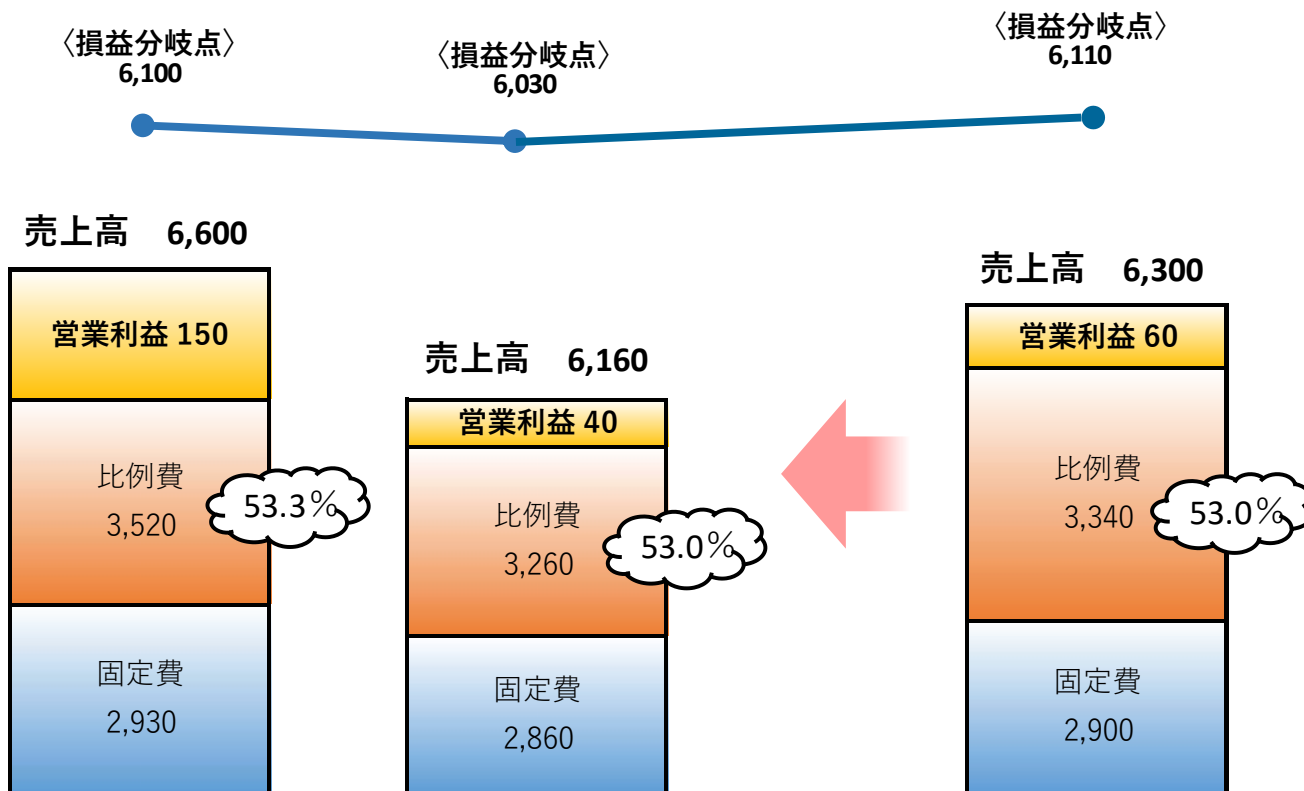 〈損益分岐点〉
6,100
〈損益分岐点〉
6,030
〈損益分岐点〉
6,110
売上高 6,600
営業利益 150
比例費
3,520
53.3%
固定費
2,930
売上高 6,160
営業利益 40
比例費
3,260
53.0%
固定費
2,860
売上高 6,300
営業利益 60
比例費
3,340
53.0%
固定費
2,900